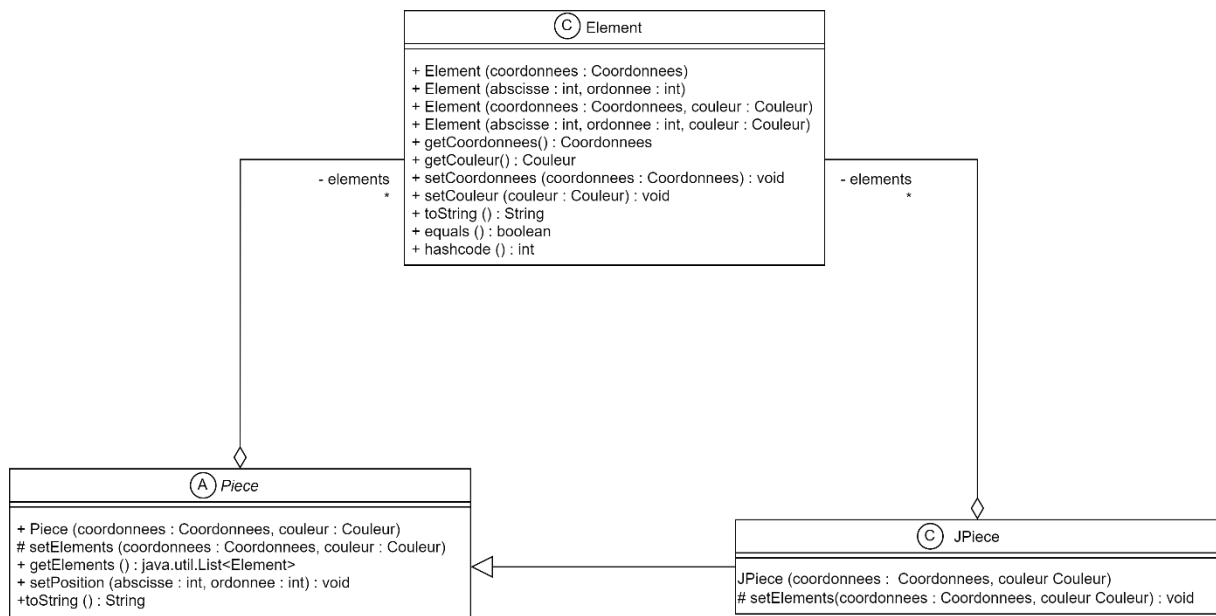 C Element
+ Element (coordonnees : Coordonnees)
+ Element (abscisse : int, ordonnee : int)
+ Element (coordonnees : Coordonnees, couleur : Couleur)
+ Element (abscisse : int, ordonnee : int, couleur : Couleur)
+ getCoordonnees() : Coordonnees
+ getCouleur() : Couleur
+ setCoordonnees (coordonnees : Coordonnees) : void
+ setCouleur (couleur : Couleur) : void
+ toString () : String
+ equals () : boolean
+ hashcode () : int
- elements
*
- elements
*
A Piece
+ Piece (coordonnees : Coordonnees, couleur : Couleur)
# setElements (coordonnees : Coordonnees, couleur : Couleur)
+ getElements () : java.util.List<Element>
+ setPosition (abscisse : int, ordonnee : int) : void
+toString () : String
C JPiece
JPiece (coordonnees : Coordonnees, couleur Couleur)
# setElements(coordonnees : Coordonnees, couleur Couleur) : void